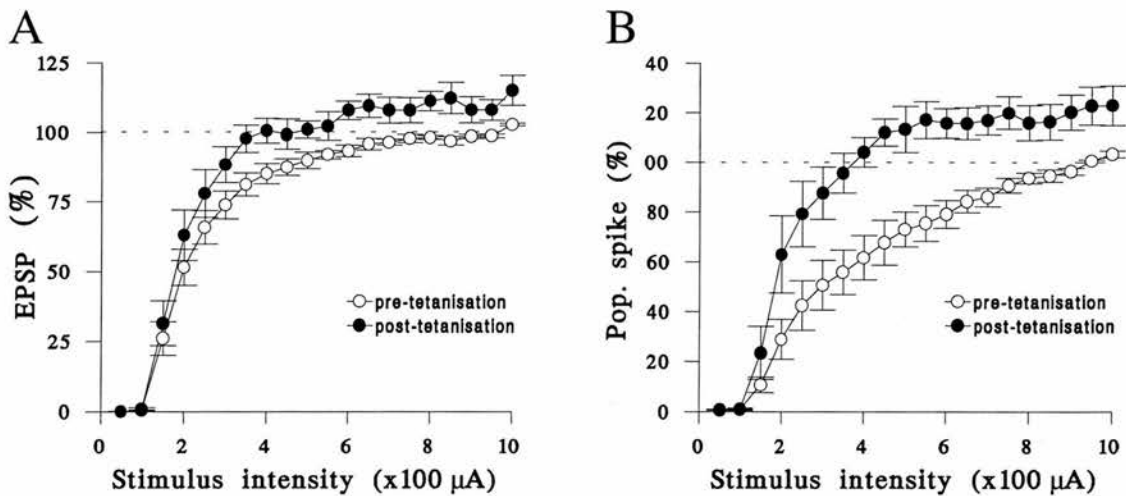 A
125
100
75
50
25
0
EPSP (%)
0 2 4 6 8 10
Stimulus intensity (x100 μA)
pre-tetanisation
post-tetanisation
B
40
20
00
80
60
40
20
0
Pop. spike (%)
0 2 4 6 8 10
Stimulus intensity (x100 μA)
pre-tetanisation
post-tetanisation